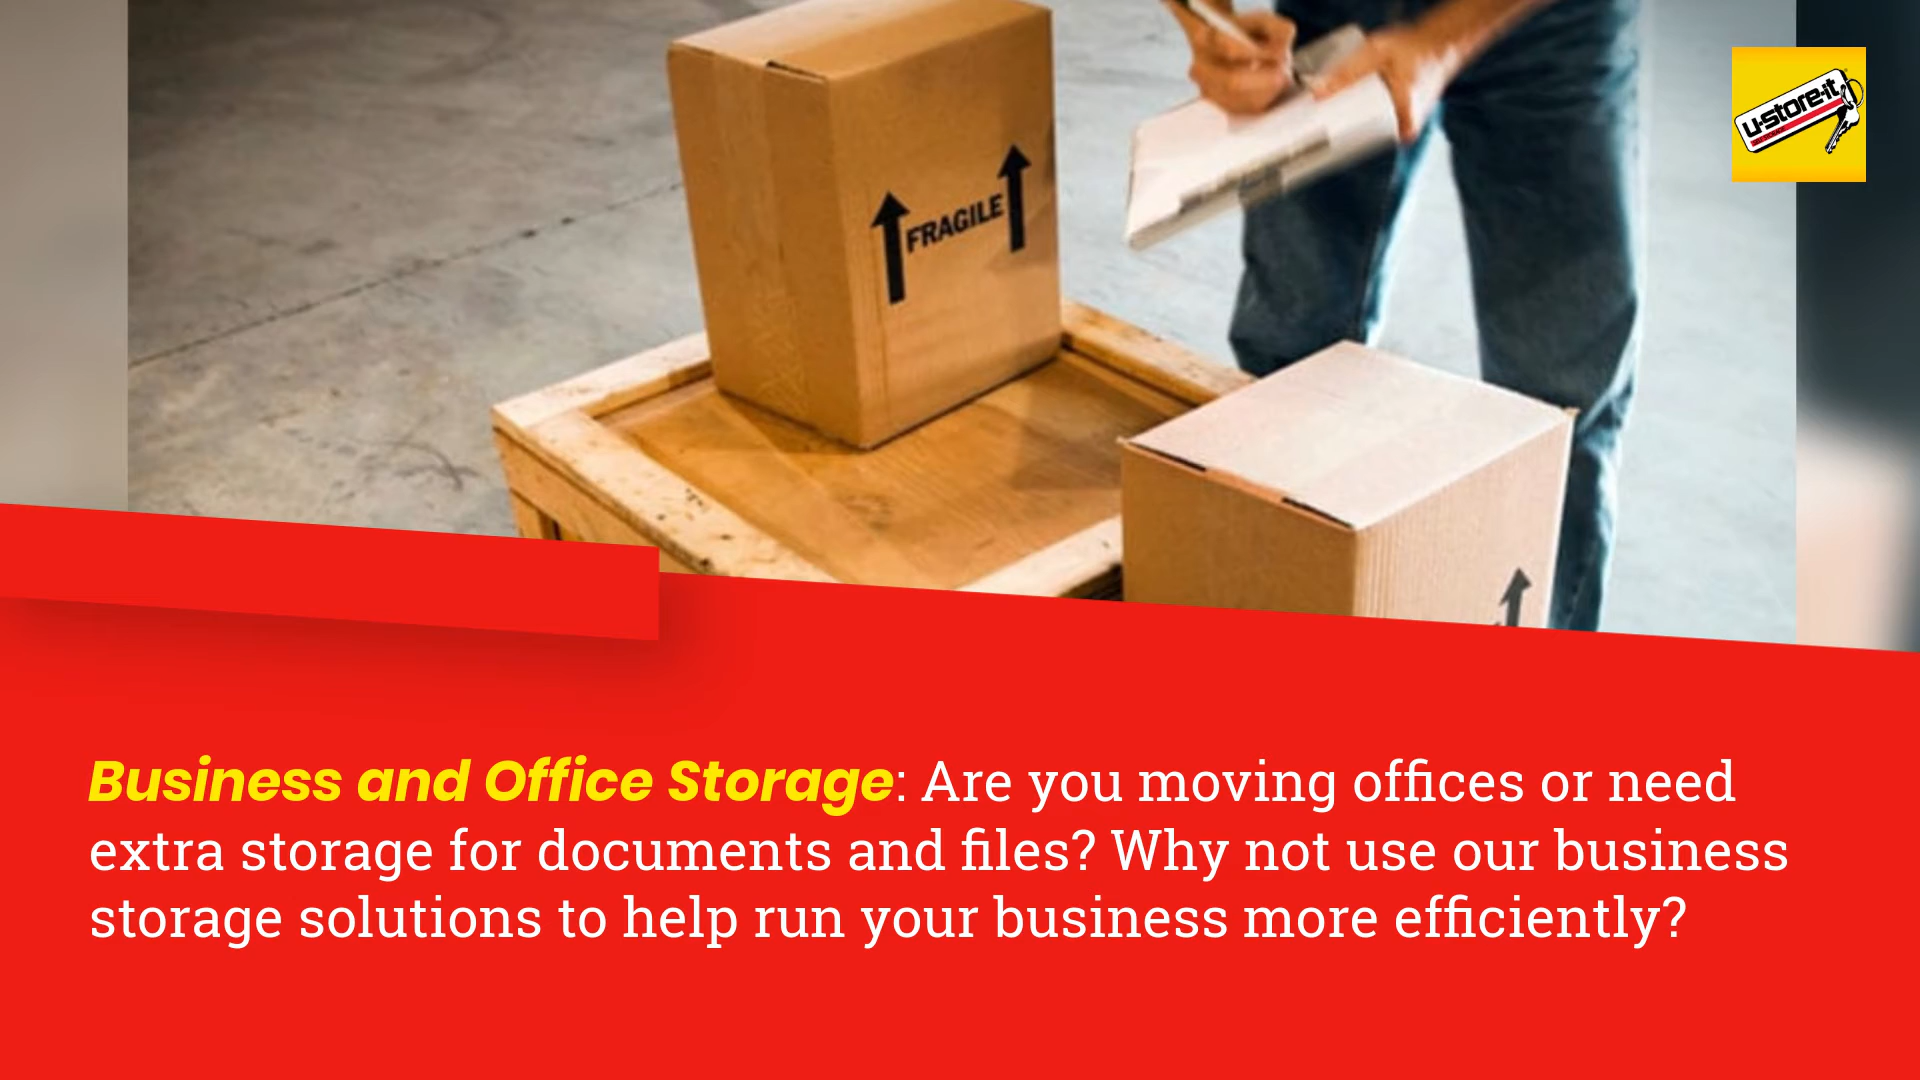 u-store-it
FRAGILE
Business and Office Storage: Are you moving offices or need
extra storage for documents and files? Why not use our business
storage solutions to help run your business more efficiently?